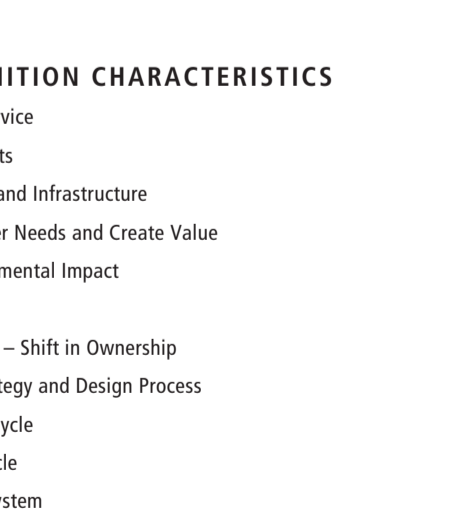 NITION CHARACTERISTICS
vice
ts
and Infrastructure
er Needs and Create Value
mental Impact
– Shift in Ownership
tegy and Design Process
ycle
cle
ystem